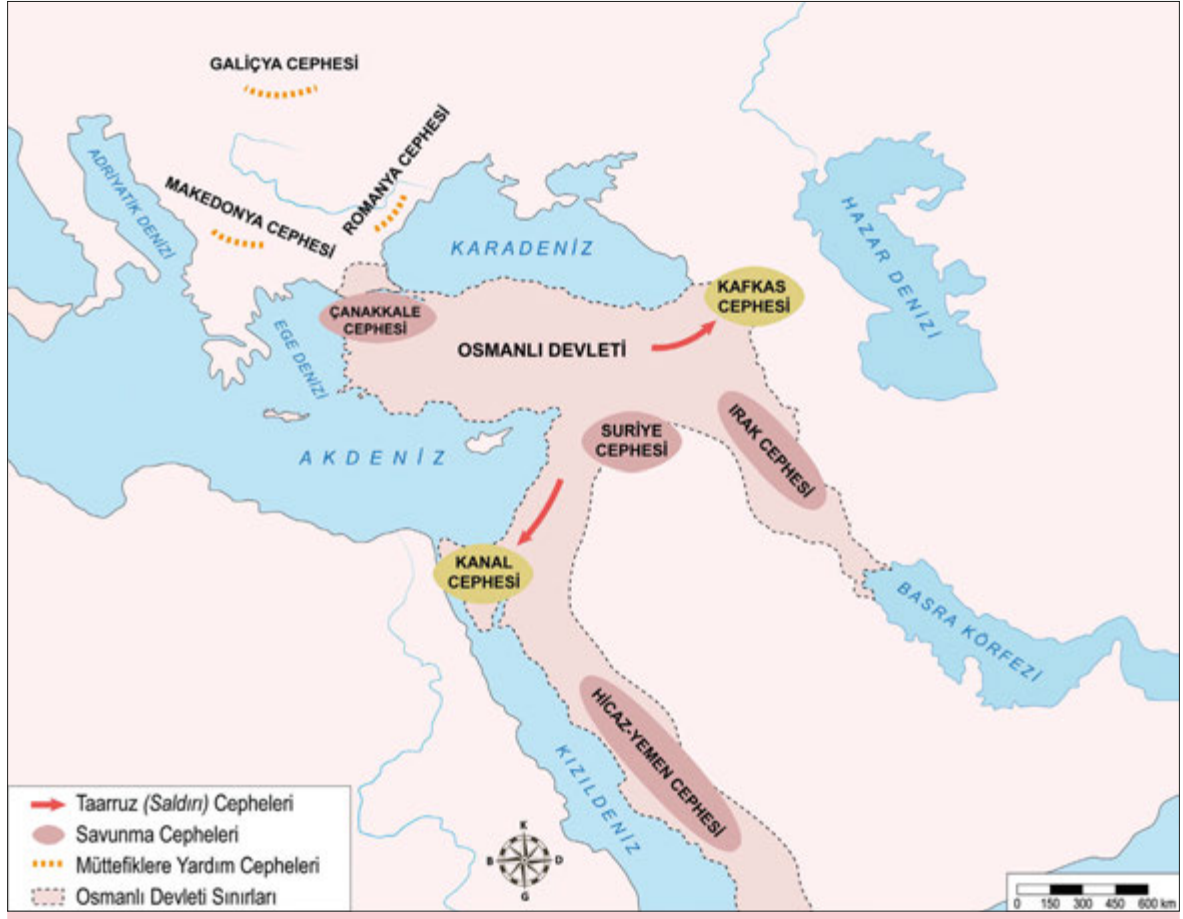 GALİÇYA CEPHESİ
ROMANYA CEPHESİ
MAKEDONYA CEPHESİ
ADRİYATİK DENİZİ
KARADENİZ
HAZAR DENİZİ
KAFKAS
CEPHESİ
ÇANAKKALE
CEPHESİ
EGE DENİZİ
OSMANLI DEVLETİ
IRAK CEPHESİ
SURİYE
CEPHESİ
AKDENİZ
KANAL
CEPHESİ
BASRA KÖRFEZİ
HİCAZ-YEMEN CEPHESİ
KIZILDENİZ
Taarruz (Saldırı) Cepheleri
Savunma Cepheleri
Müttefiklere Yardım Cepheleri
Osmanlı Devleti Sınırları
K
B D
G
0 150 300 450 600 km